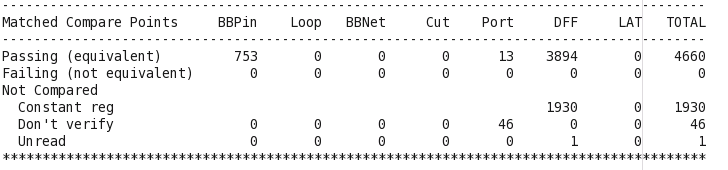 ----------------------------------------------------------------------------------------
Matched Compare Points     BBPin    Loop   BBNet     Cut    Port     DFF     LAT   TOTAL
----------------------------------------------------------------------------------------
Passing (equivalent)         753       0       0       0      13    3894       0    4660
Failing (not equivalent)       0       0       0       0       0       0       0       0
Not Compared
  Constant reg                                                      1930       0    1930
  Don't verify                 0       0       0       0      46       0       0      46
  Unread                       0       0       0       0       0       1       0       1
****************************************************************************************